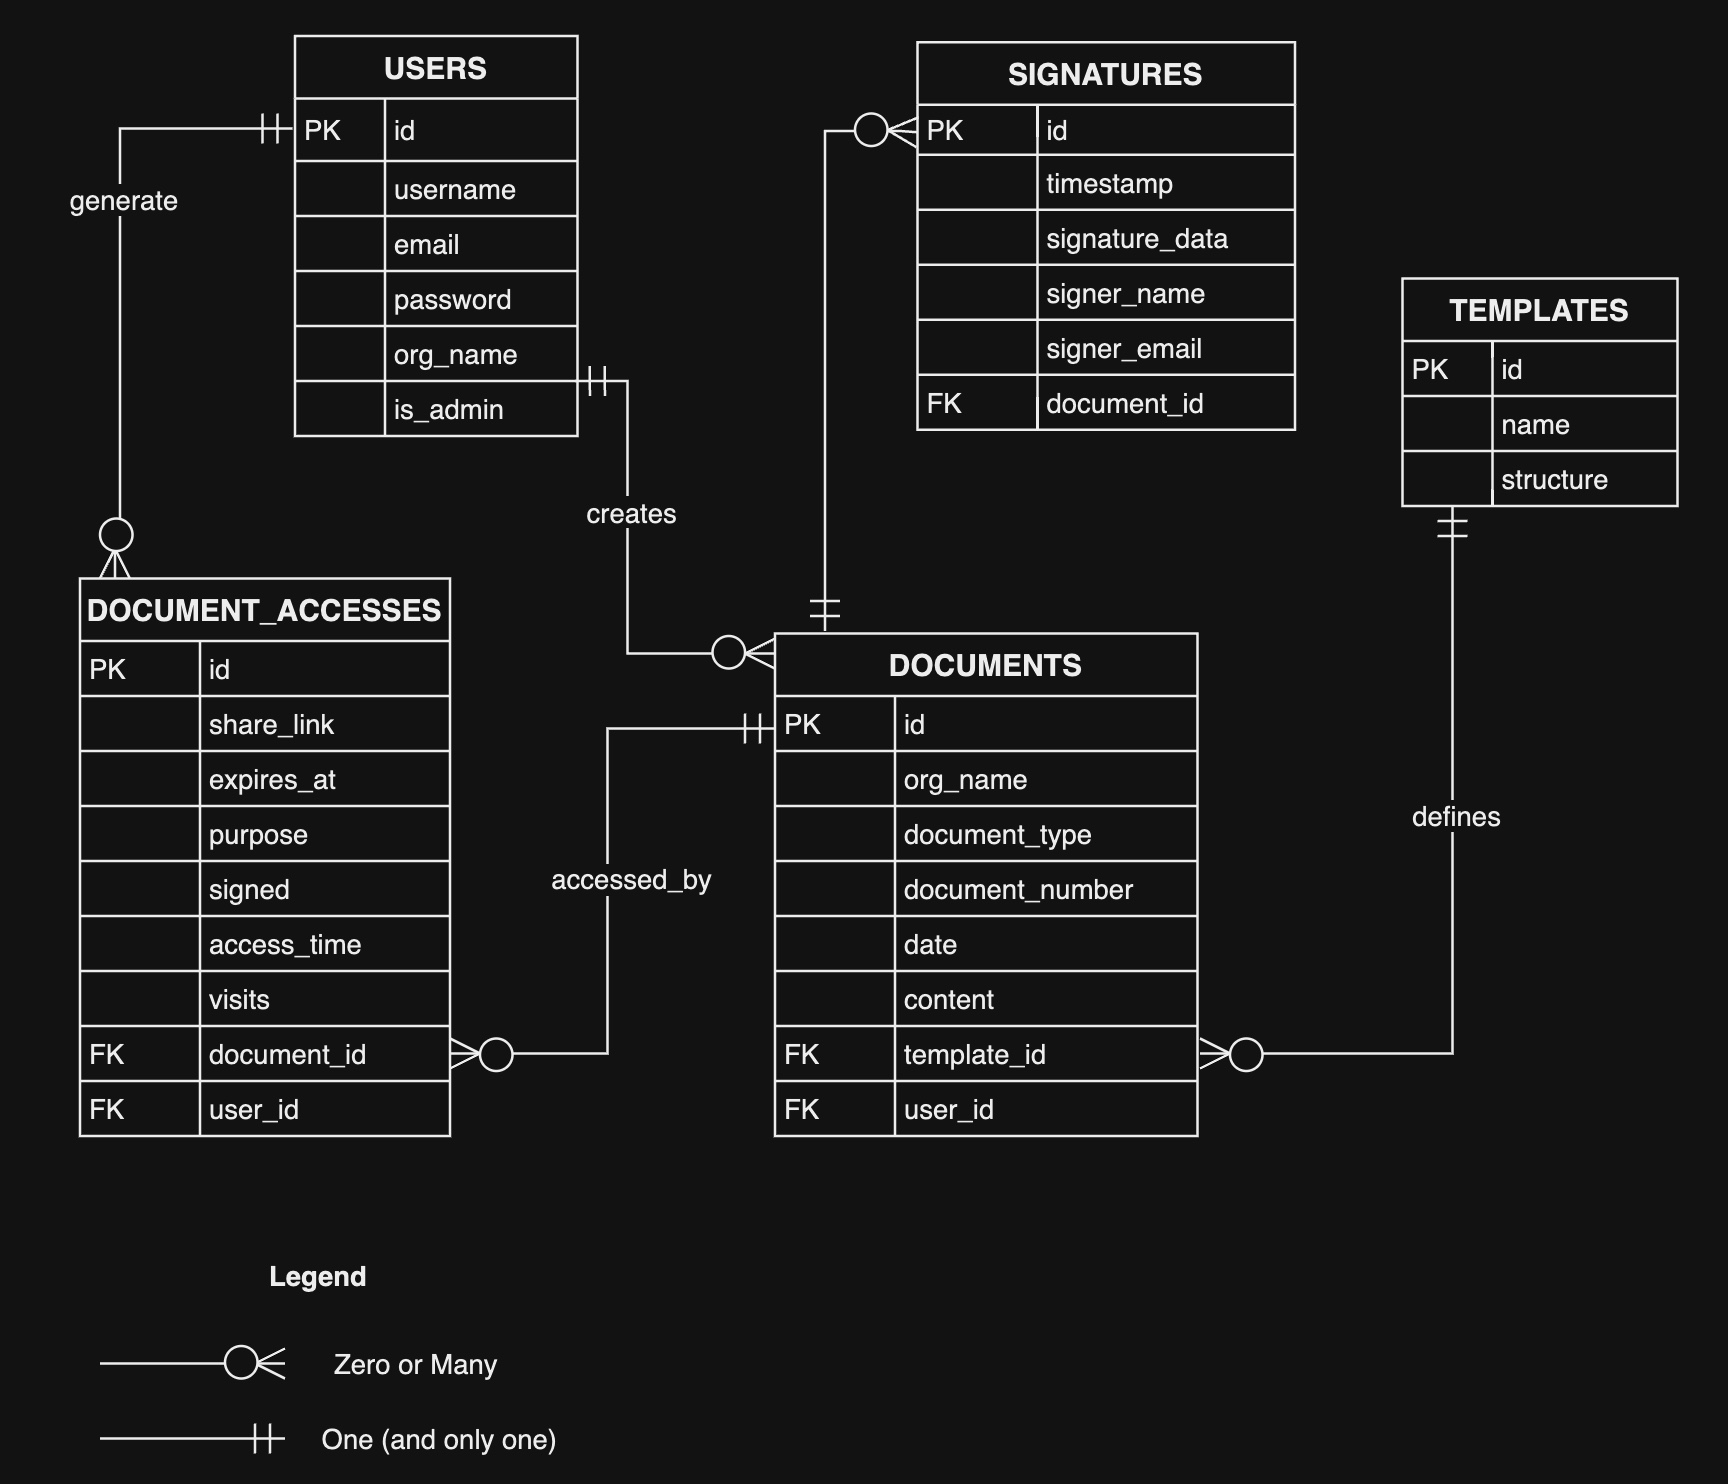 USERS
PK id
username
email
password
org_name
is_admin
SIGNATURES
PK id
timestamp
signature_data
signer_name
signer_email
FK document_id
TEMPLATES
PK id
name
structure
generate
creates
DOCUMENT_ACCESSES
PK id
share_link
expires_at
purpose
signed
access_time
visits
FK document_id
FK user_id
accessed_by
DOCUMENTS
PK id
org_name
document_type
document_number
date
content
FK template_id
FK user_id
defines
Legend
Zero or Many
One (and only one)